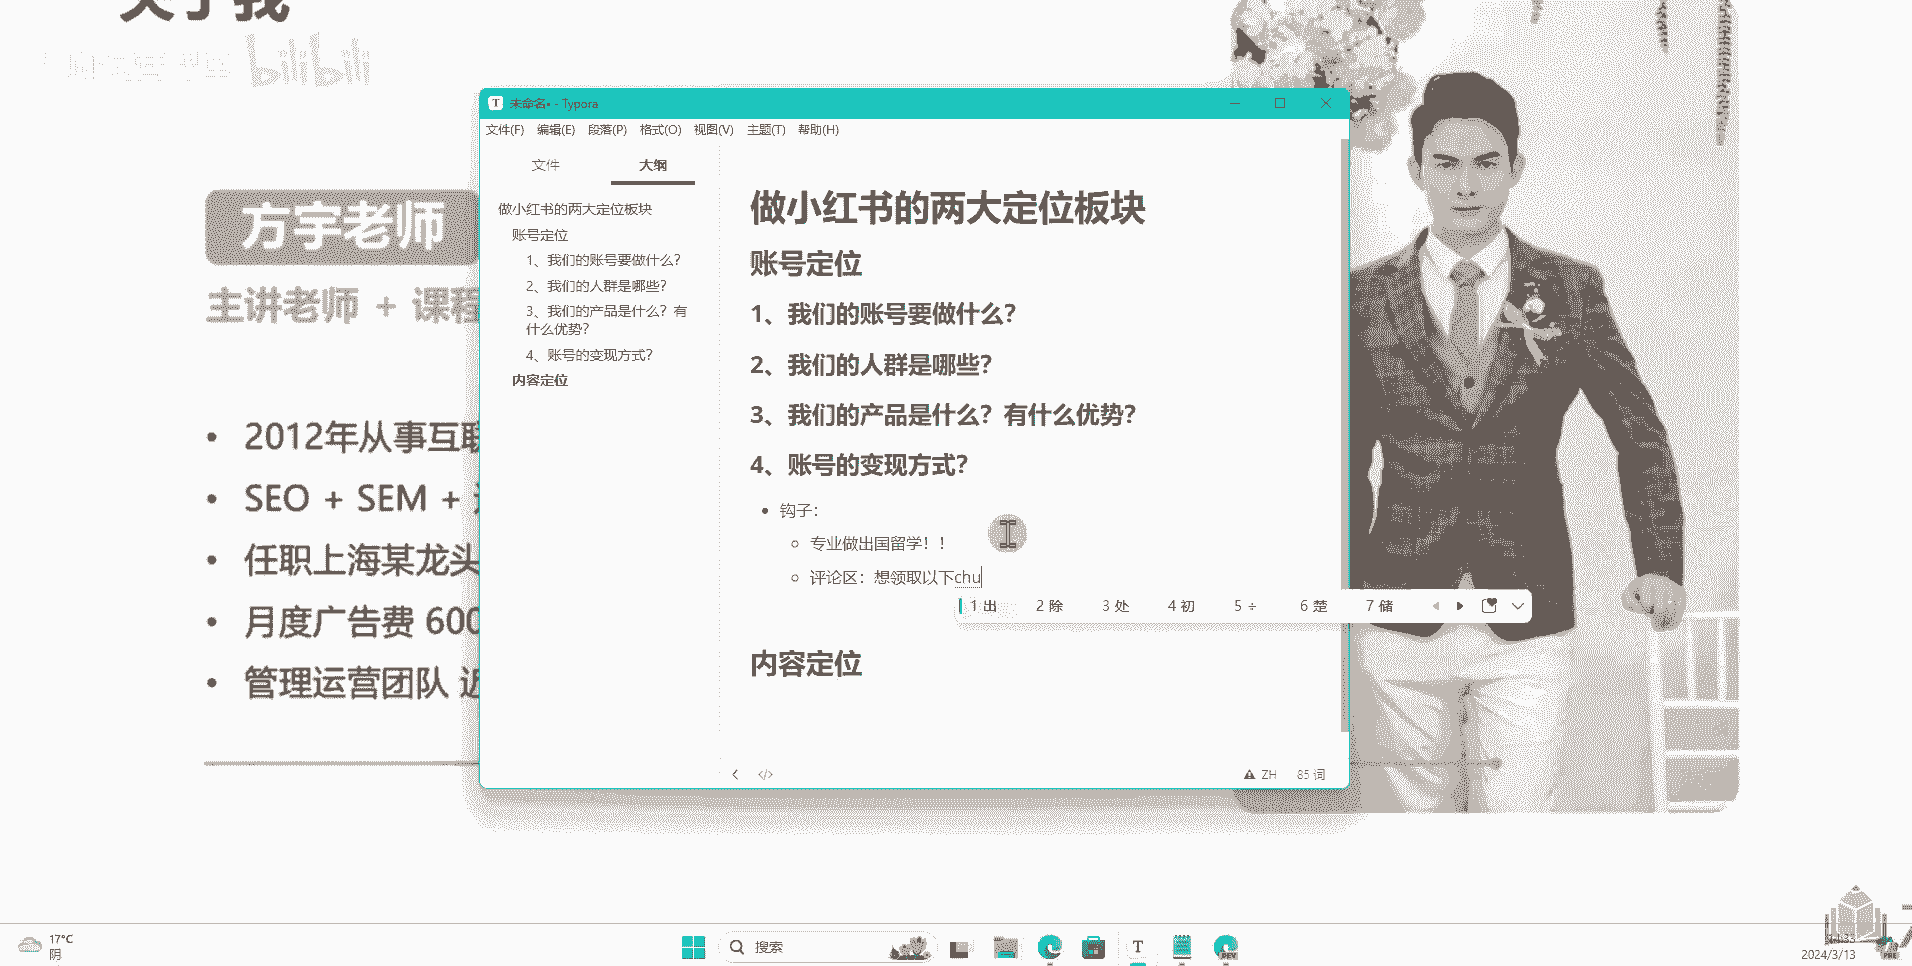 关于我
bilibili
未命名• - Typora
文件(F) 编辑(E) 段落(P) 格式(O) 视图(V) 主题(T) 帮助(H)
文件 大纲
做小红书的两大定位板块
账号定位
1、我们的账号要做什么？
2、我们的人群是哪些？
3、我们的产品是什么？有
什么优势？
4、账号的变现方式？
内容定位
做小红书的两大定位板块
账号定位
1、我们的账号要做什么？
2、我们的人群是哪些？
3、我们的产品是什么？有什么优势？
4、账号的变现方式？
钩子：
专业做出国留学！！
评论区：想领取以下chu
1 出 2 除 3 处 4 初 5 ÷ 6 楚 7 储
内容定位
</> ZH 85 词
方宇老师
主讲老师 + 课程
• 2012年从事互联
• SEO + SEM +
• 任职上海某龙头
• 月度广告费 600
• 管理运营团队 近
17°C
阴
搜索
2024/3/13